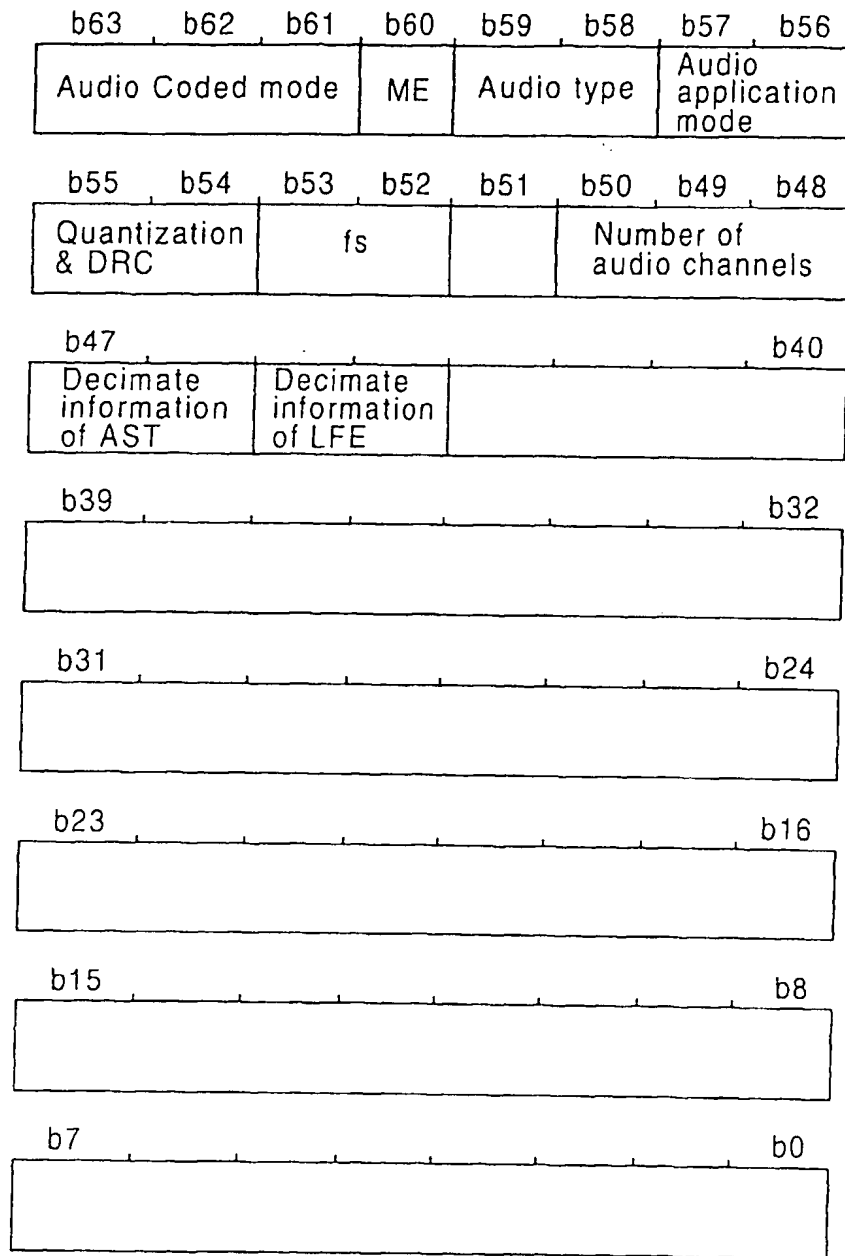 b63 b62 b61 b60 b59 b58 b57 b56
Audio Coded mode ME Audio type Audio
application
mode
b55 b54 b53 b52 b51 b50 b49 b48
Quantization
& DRC
fs
Number of
audio channels
b47 b40
Decimate
information
of AST
Decimate
information
of LFE
b39 b32
b31 b24
b23 b16
b15 b8
b7 b0